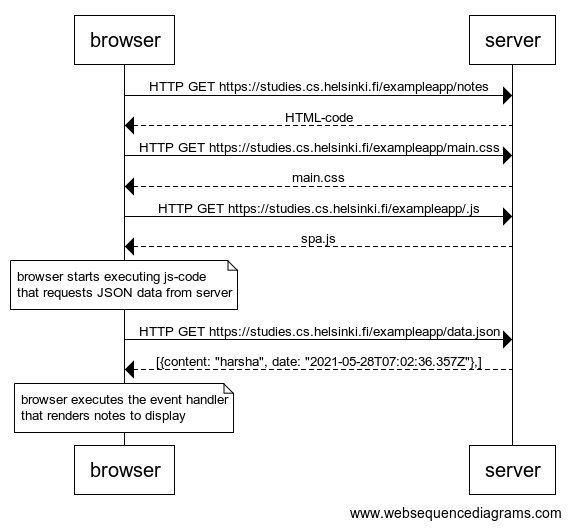 browser server
HTTP GET https://studies.cs.helsinki.fi/exampleapp/notes
HTML-code
HTTP GET https://studies.cs.helsinki.fi/exampleapp/main.css
main.css
HTTP GET https://studies.cs.helsinki.fi/exampleapp/.js
spa.js
browser starts executing js-code
that requests JSON data from server
HTTP GET https://studies.cs.helsinki.fi/exampleapp/data.json
[{content: "harsha", date: "2021-05-28T07:02:36.357Z"},]
browser executes the event handler
that renders notes to display
browser server
www.websequencediagrams.com